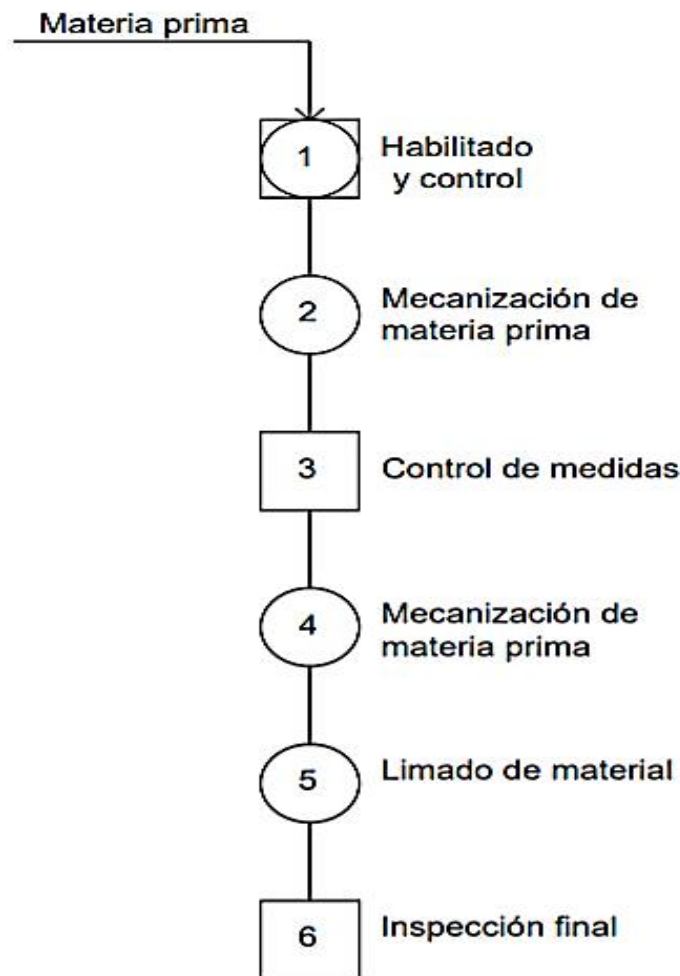 Materia prima
1
Habilitado
y control
2
Mecanización de
materia prima
3
Control de medidas
4
Mecanización de
materia prima
5
Limado de material
6
Inspección final